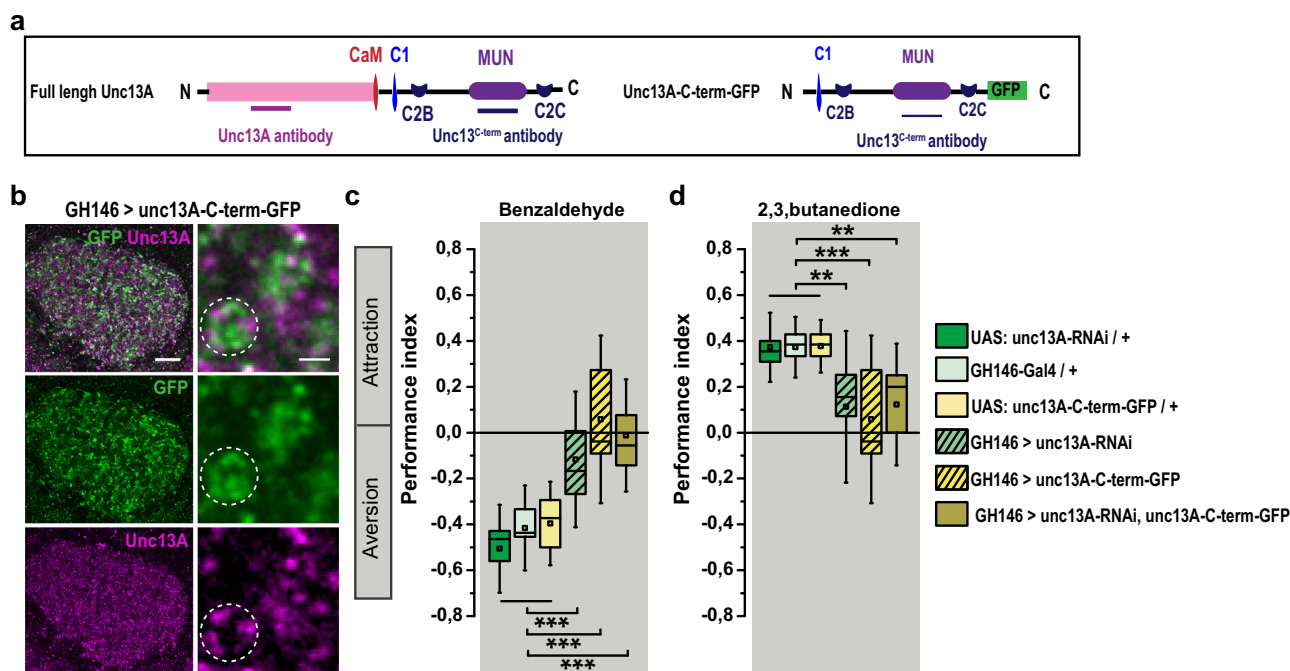 a
CaM C1 MUN
Full lengh Unc13A N C
C2B C2C
Unc13A antibody Unc13C-term antibody
C1 MUN
Unc13A-C-term-GFP N GFP C
C2B C2C
Unc13C-term antibody
b
GH146 > unc13A-C-term-GFP
GFP Unc13A
GFP
Unc13A
c
Benzaldehyde
Attraction
Aversion
Performance index
0,8
0,6
0,4
0,2
0,0
-0,2
-0,4
-0,6
-0,8
***
***
***
d
2,3,butanedione
Performance index
0,8
0,6
0,4
0,2
0,0
-0,2
-0,4
-0,6
-0,8
**
***
**
UAS: unc13A-RNAi / +
GH146-Gal4 / +
UAS: unc13A-C-term-GFP / +
GH146 > unc13A-RNAi
GH146 > unc13A-C-term-GFP
GH146 > unc13A-RNAi, unc13A-C-term-GFP